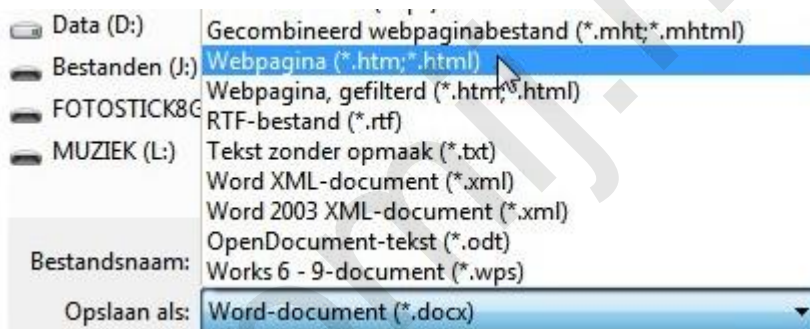 Data (D:)
Bestanden (J:)
FOTOSTICK8G
MUZIEK (L:)
Gecombineerd webpaginabestand (*.mht;*.mhtml)
Webpagina (*.htm;*.html)
Webpagina, gefilterd (*.htm;*.html)
RTF-bestand (*.rtf)
Tekst zonder opmaak (*.txt)
Word XML-document (*.xml)
Word 2003 XML-document (*.xml)
OpenDocument-tekst (*.odt)
Works 6 - 9-document (*.wps)
Bestandsnaam:
Opslaan als: Word-document (*.docx)